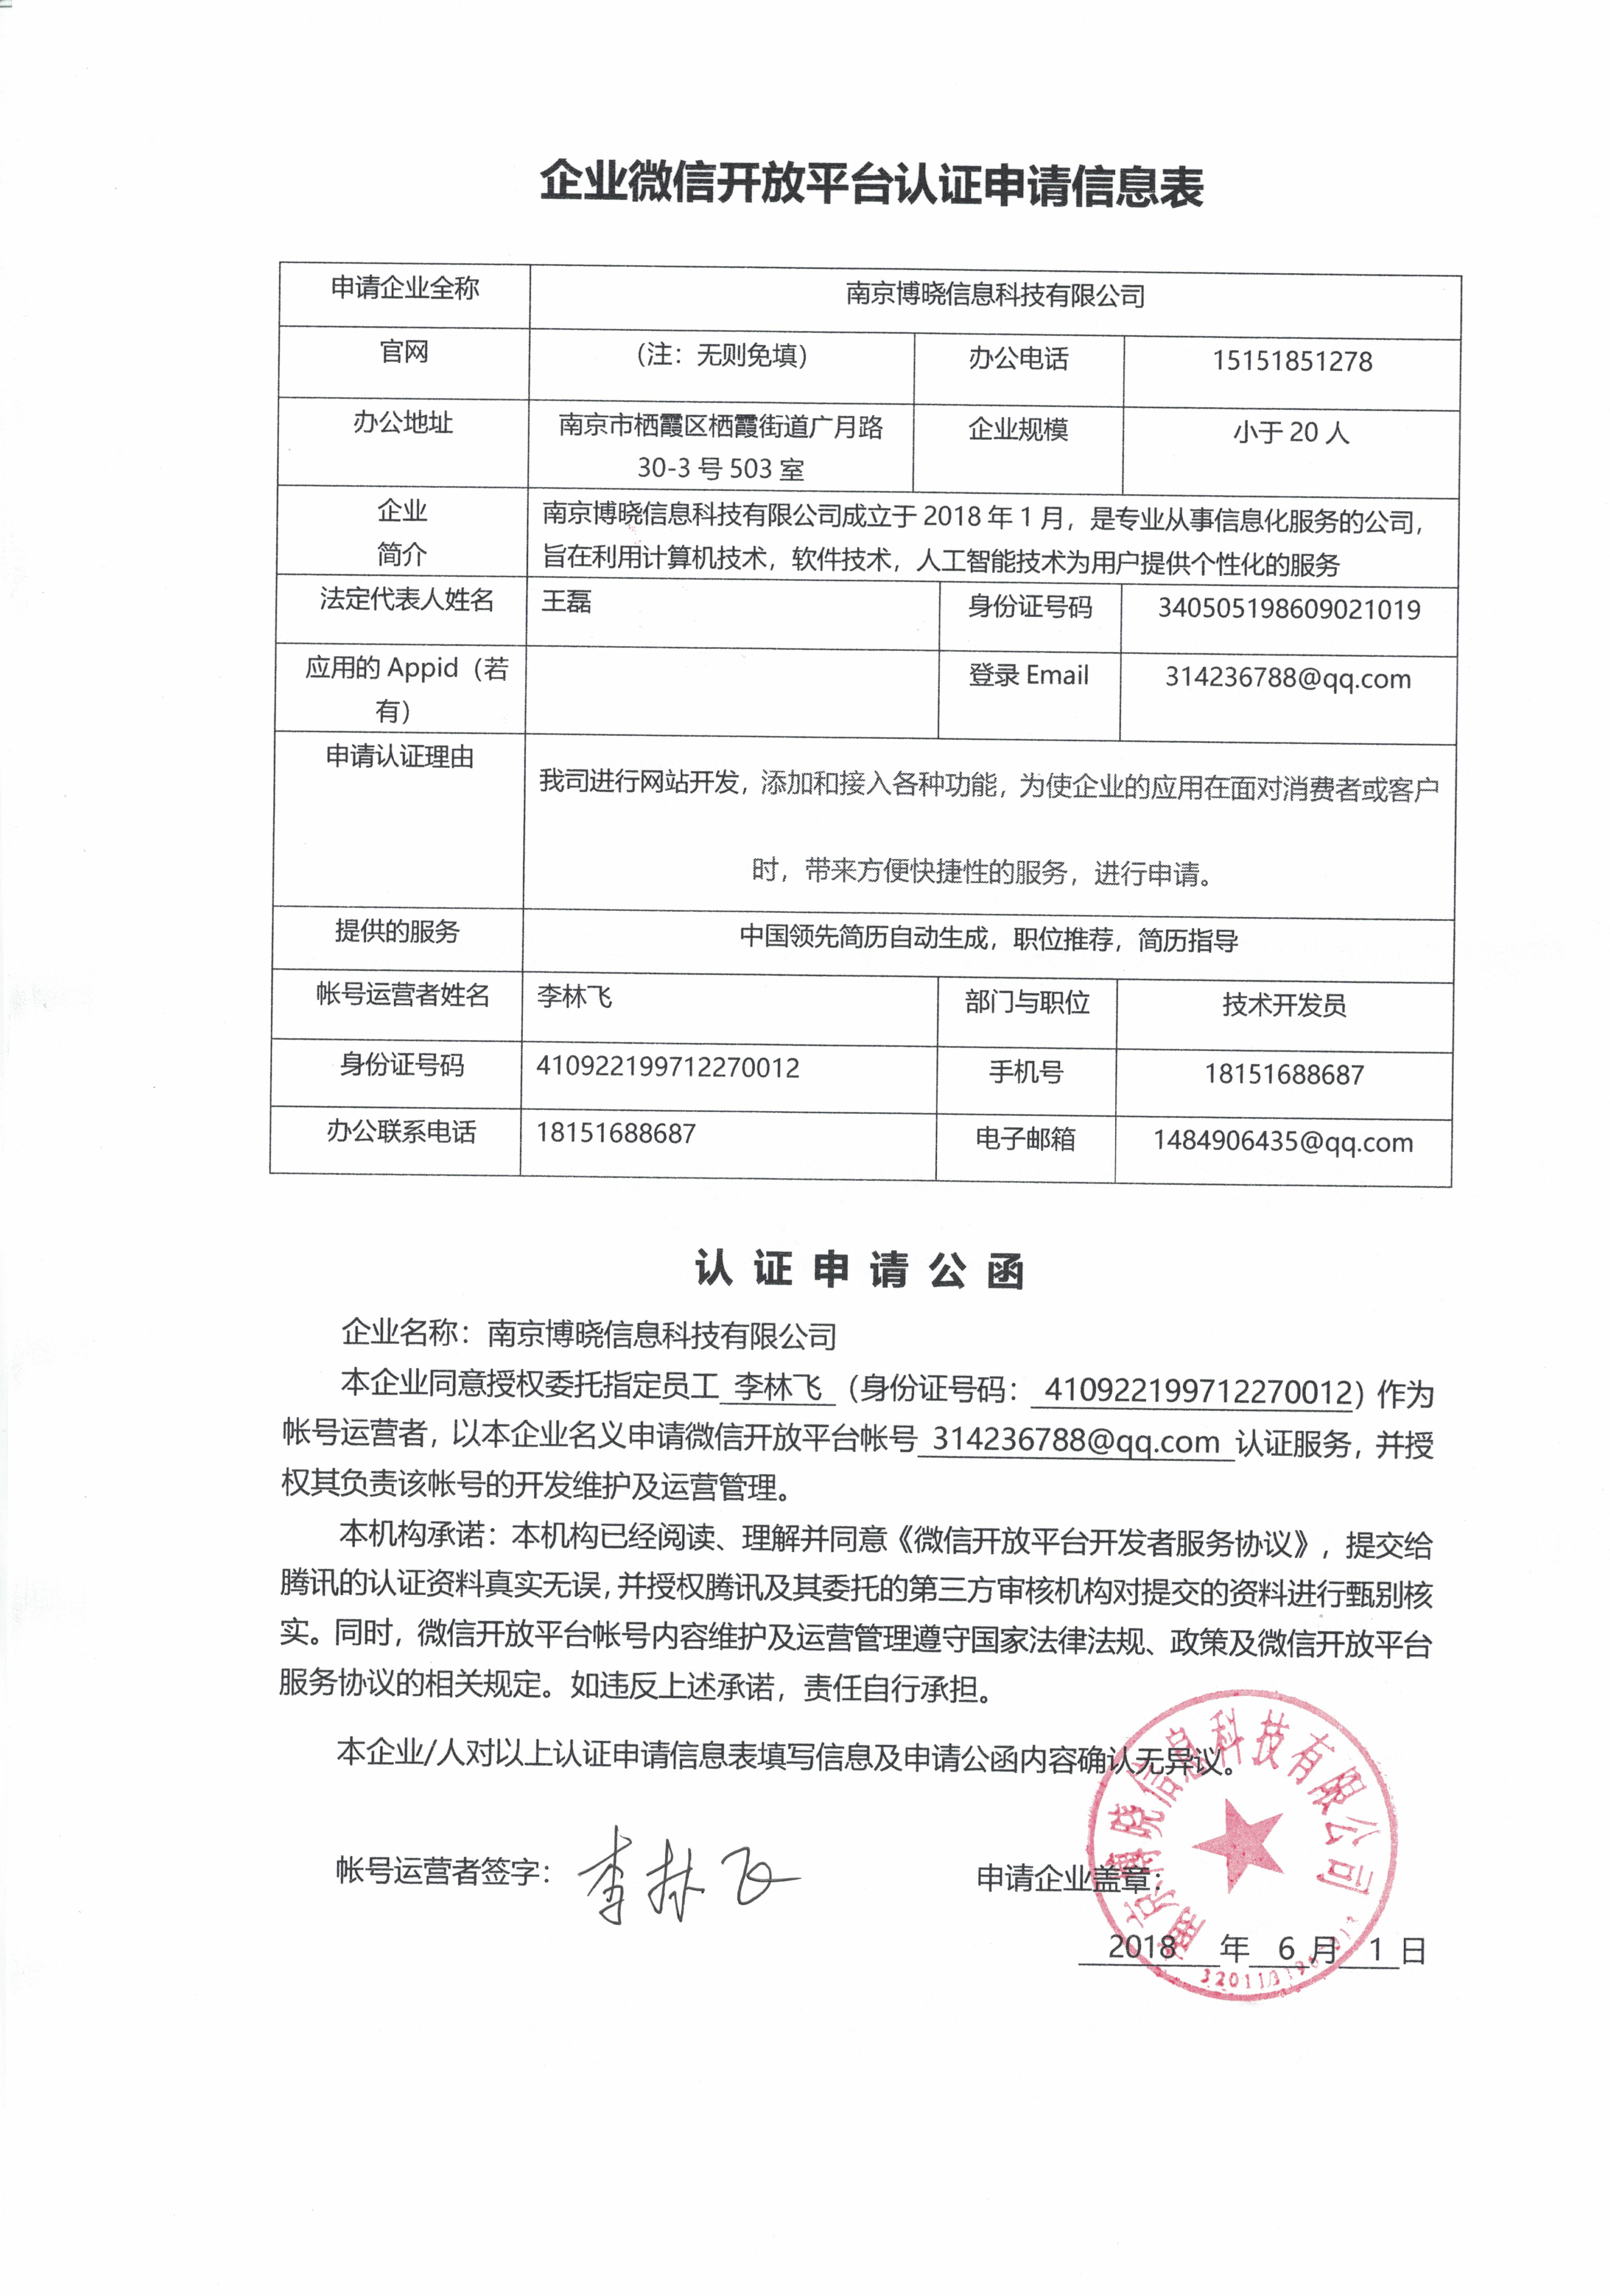 企业微信开放平台认证申请信息表
申请企业全称 南京博晓信息科技有限公司
官网 （注：无则免填） 办公电话 15151851278
办公地址 南京市栖霞区栖霞街道广月路 企业规模 小于 20 人
30-3 号 503 室
企业 南京博晓信息科技有限公司成立于 2018 年 1 月，是专业从事信息化服务的公司，
简介 旨在利用计算机技术，软件技术，人工智能技术为用户提供个性化的服务
法定代表人姓名 王磊 身份证号码 340505198609021019
应用的 Appid（若 登录 Email 314236788@qq.com
有）
申请认证理由
我司进行网站开发，添加和接入各种功能，为使企业的应用在面对消费者或客户
时，带来方便快捷性的服务，进行申请。
提供的服务 中国领先简历自动生成，职位推荐，简历指导
帐号运营者姓名 李林飞 部门与职位 技术开发员
身份证号码 410922199712270012 手机号 18151688687
办公联系电话 18151688687 电子邮箱 1484906435@qq.com
认 证 申 请 公 函
企业名称：南京博晓信息科技有限公司
本企业同意授权委托指定员工 李林飞 （身份证号码： 410922199712270012）作为
帐号运营者，以本企业名义申请微信开放平台帐号 314236788@qq.com 认证服务，并授
权其负责该帐号的开发维护及运营管理。
本机构承诺：本机构已经阅读、理解并同意《微信开放平台开发者服务协议》，提交给
腾讯的认证资料真实无误，并授权腾讯及其委托的第三方审核机构对提交的资料进行甄别核
实。同时，微信开放平台帐号内容维护及运营管理遵守国家法律法规、政策及微信开放平台
服务协议的相关规定。如违反上述承诺，责任自行承担。
本企业/人对以上认证申请信息表填写信息及申请公函内容确认无异议。
南京博晓信息科技有限公司
帐号运营者签字：李林飞 申请企业盖章：
2018 年 6 月 1 日